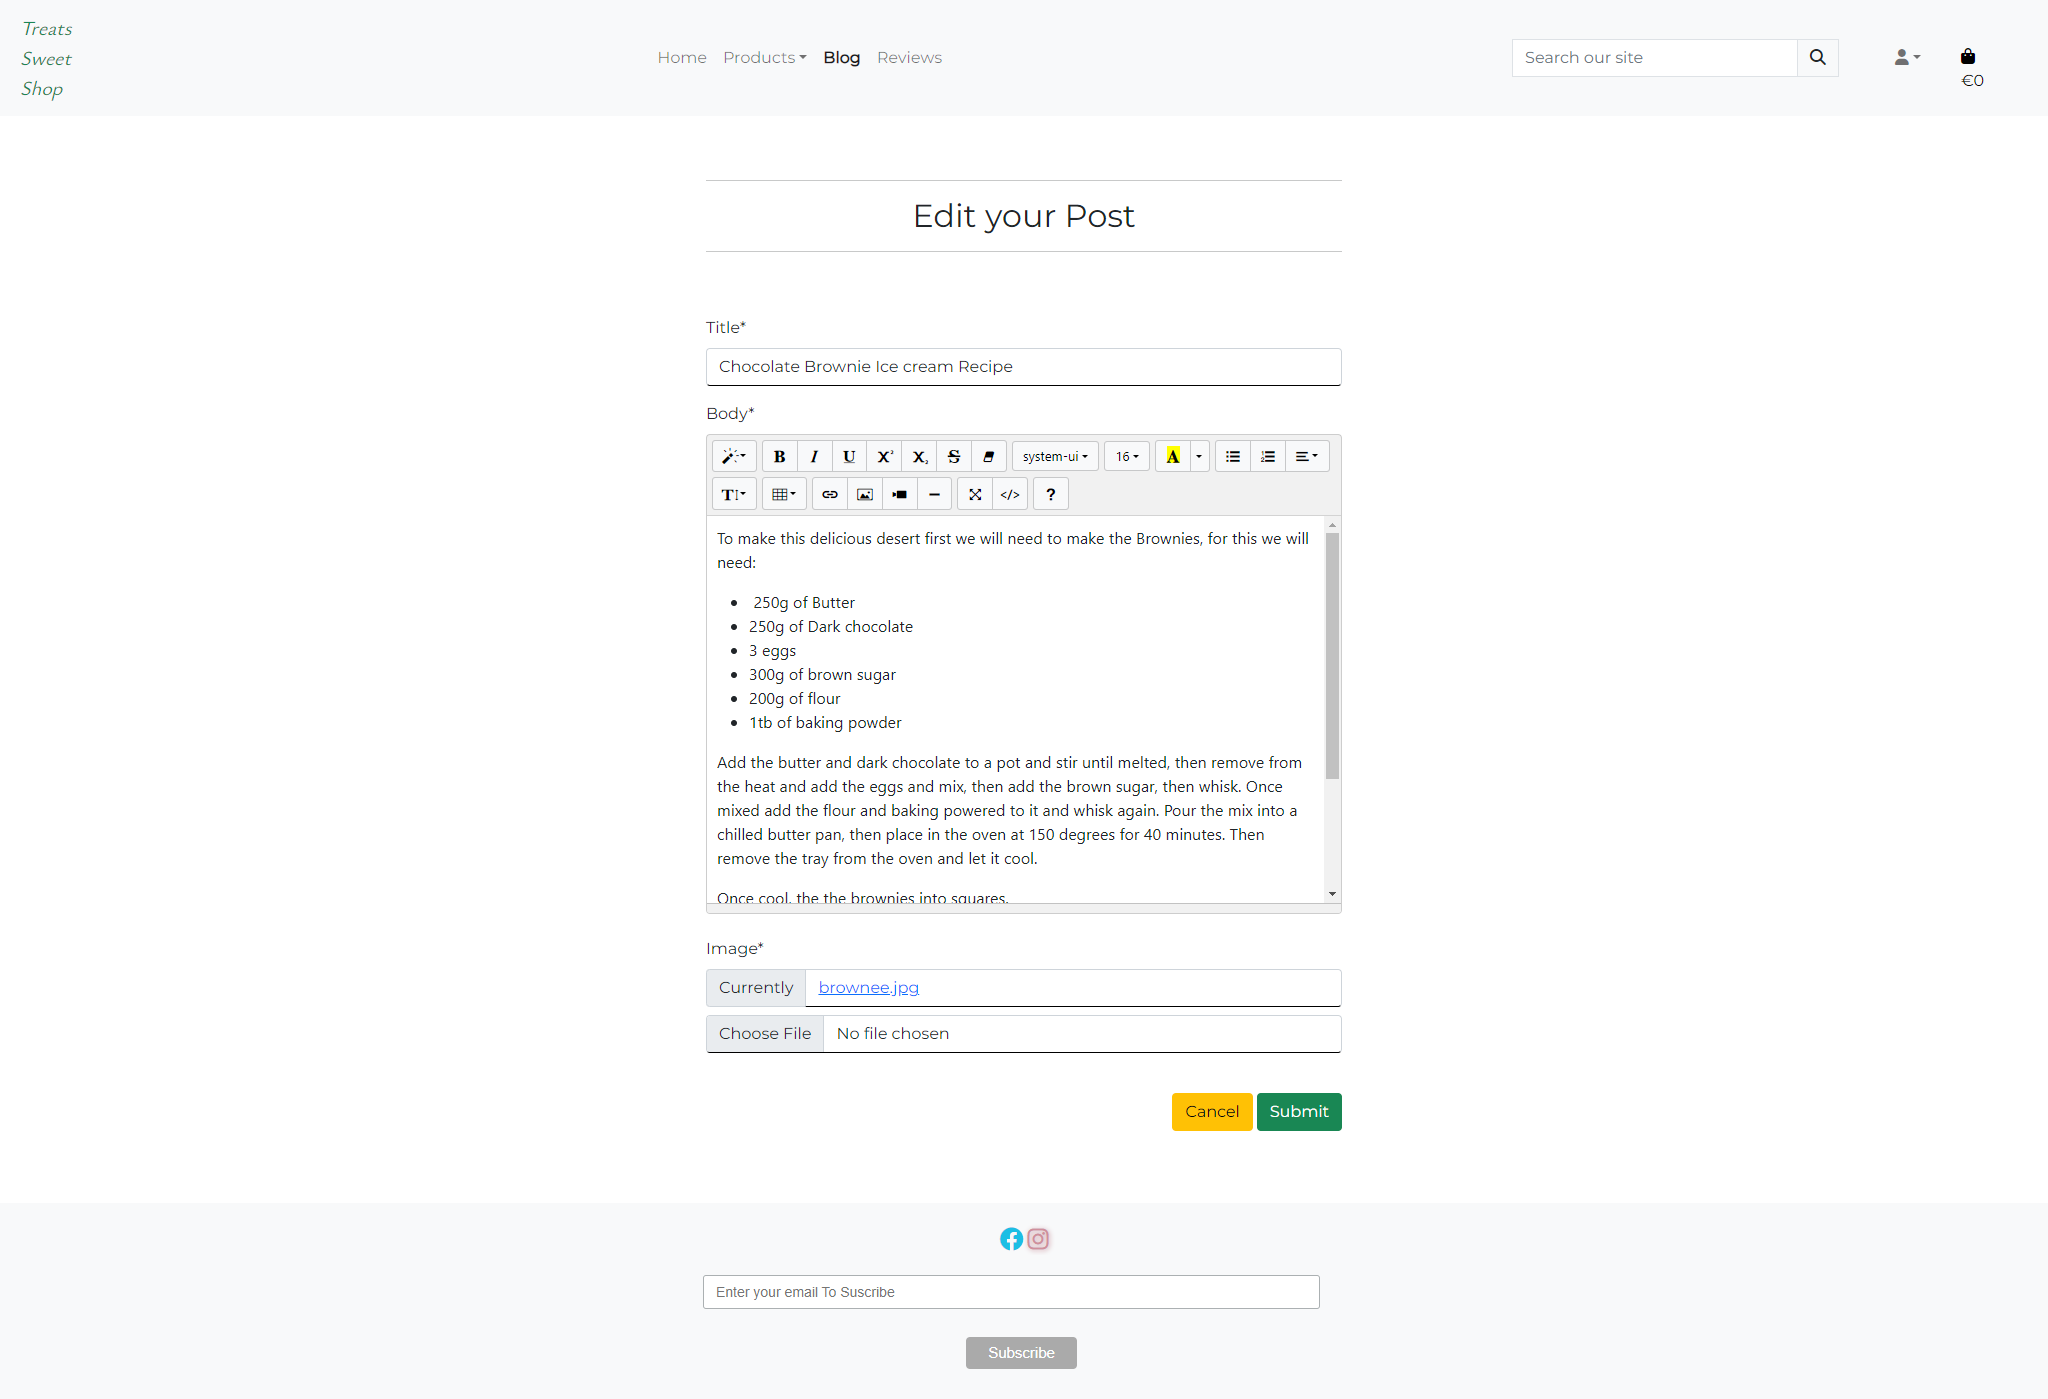 Treats
Sweet
Shop
Home Products Blog Reviews
Search our site
€0
Edit your Post
Title*
Chocolate Brownie Ice cream Recipe
Body*
B I U X² X₂ S system-ui 16 A
T </> ?
To make this delicious desert first we will need to make the Brownies, for this we will
need:
250g of Butter
250g of Dark chocolate
3 eggs
300g of brown sugar
200g of flour
1tb of baking powder
Add the butter and dark chocolate to a pot and stir until melted, then remove from
the heat and add the eggs and mix, then add the brown sugar, then whisk. Once
mixed add the flour and baking powered to it and whisk again. Pour the mix into a
chilled butter pan, then place in the oven at 150 degrees for 40 minutes. Then
remove the tray from the oven and let it cool.
Once cool, the the brownies into squares.
Image*
Currently brownee.jpg
Choose File No file chosen
Cancel Submit
Enter your email To Suscribe
Subscribe